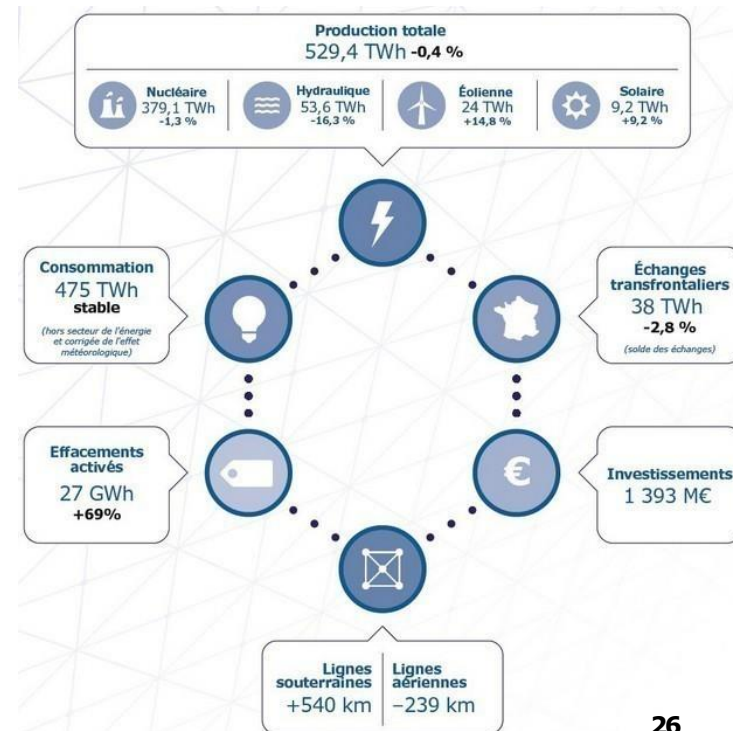 Production totale
529,4 TWh -0,4 %
Nucléaire
379,1 TWh
-1,3 %
Hydraulique
53,6 TWh
-16,3 %
Éolienne
24 TWh
+14,8 %
Solaire
9,2 TWh
+9,2 %
Consommation
475 TWh
stable
(hors secteur de l'énergie
et corrigée de l'effet
météorologique)
Échanges
transfrontaliers
38 TWh
-2,8 %
(solde des échanges)
Effacements
activés
27 GWh
+69%
€
Investissements
1 393 M€
Lignes
souterraines
+540 km
Lignes
aériennes
–239 km
26